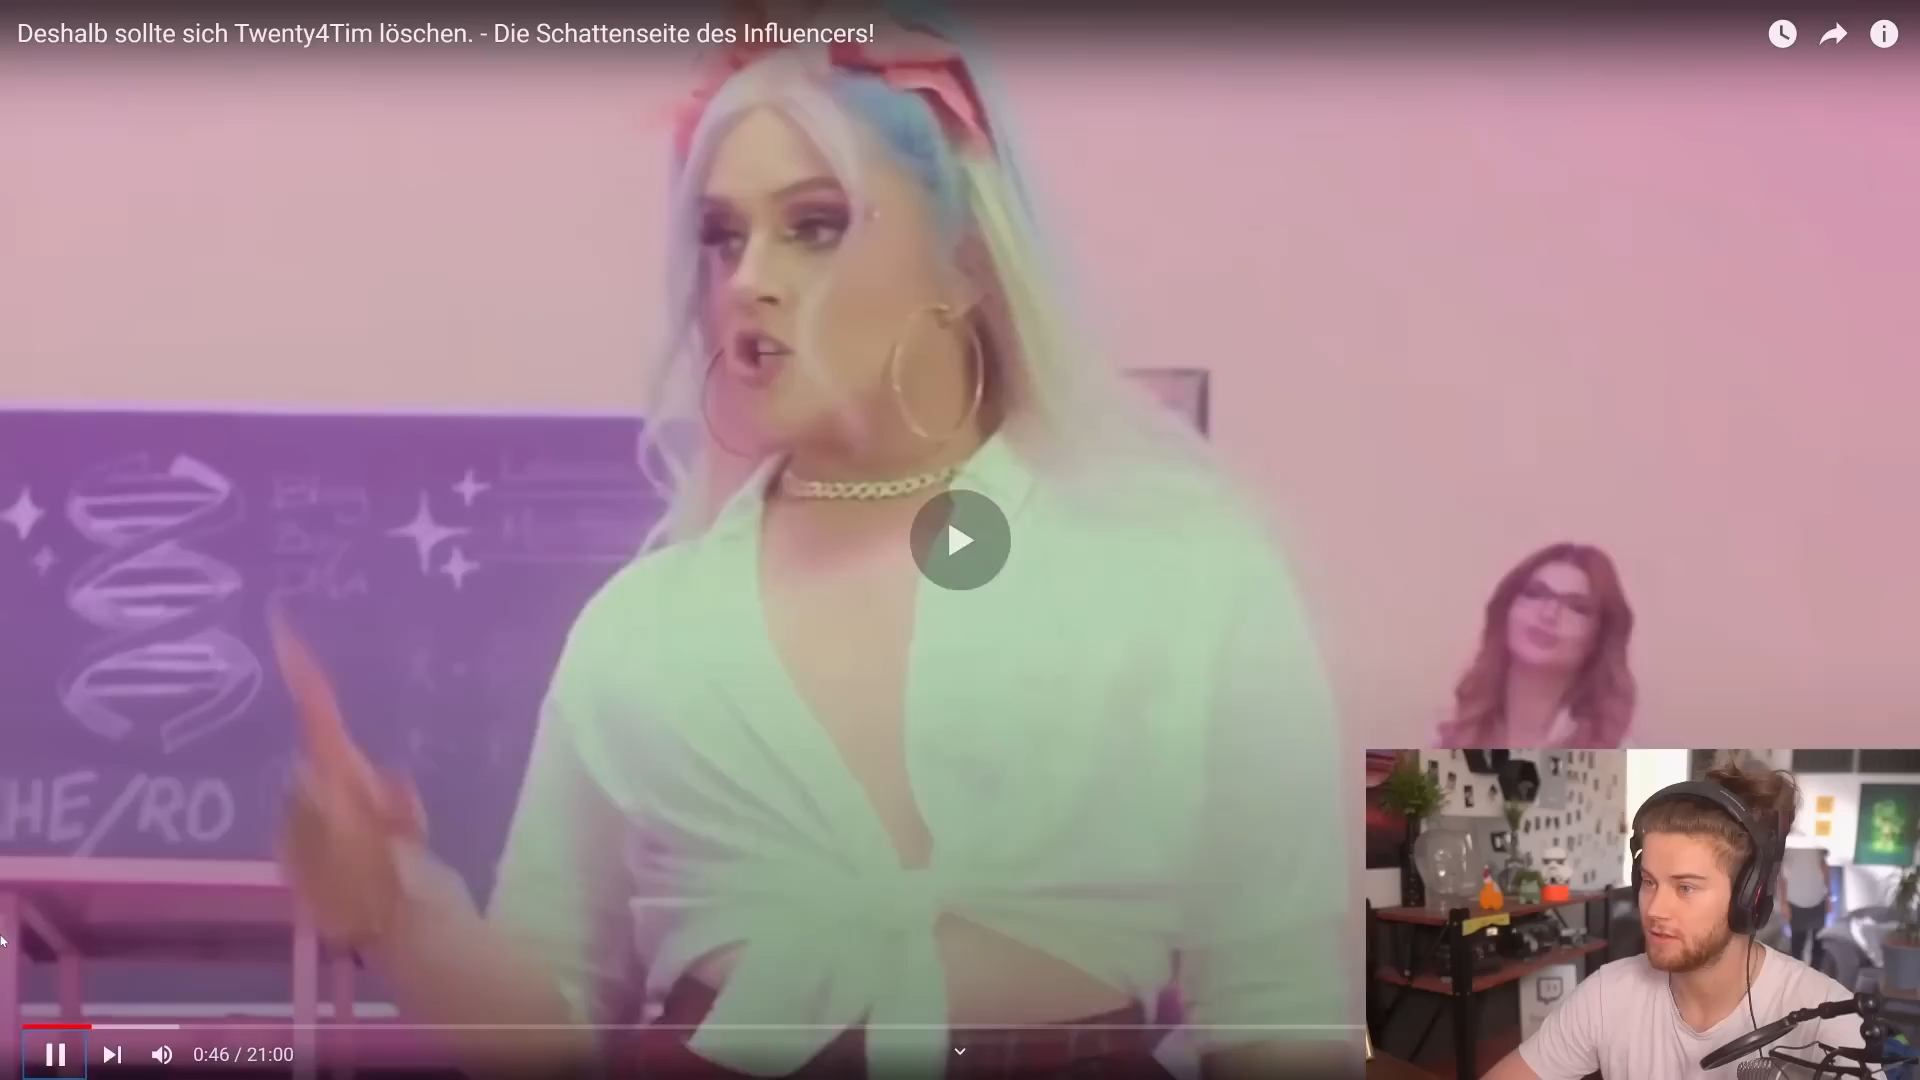 Deshalb sollte sich Twenty4Tim löschen. - Die Schattenseite des Influencers!
HE/RO
0:46 / 21:00